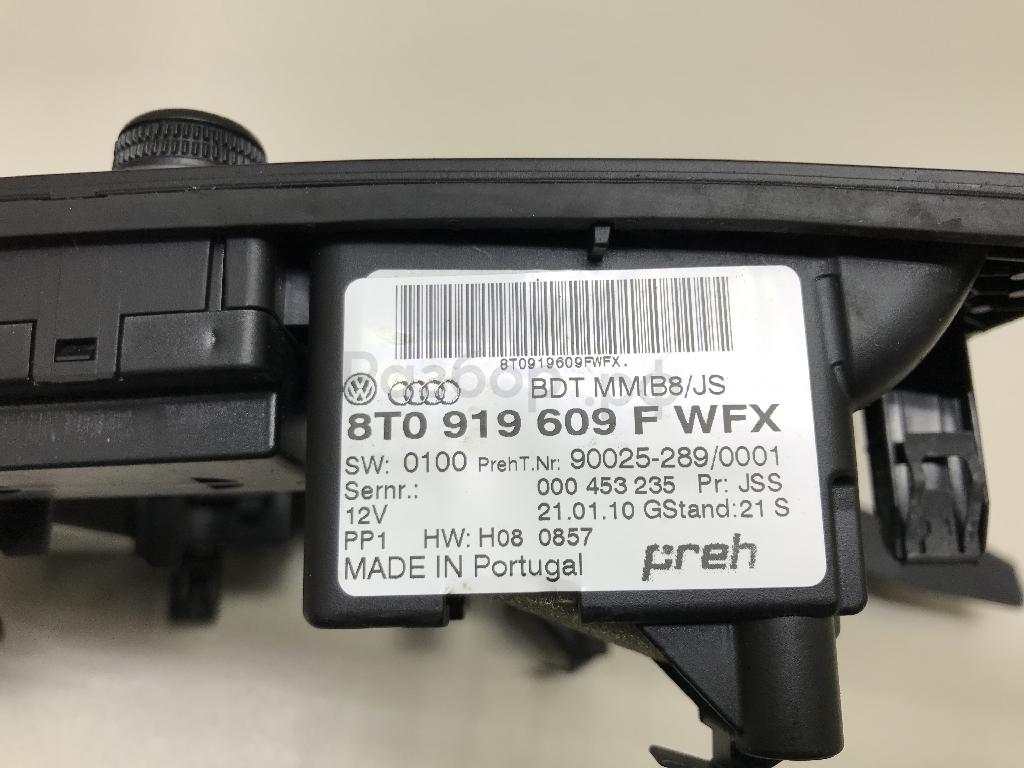 8T0919609FWFX.
BDT MMIB8/JS
8T0 919 609 F WFX
SW: 0100 PrehT.Nr: 90025-289/0001
Sernr.: 000 453 235 Pr: JSS
12V 21.01.10 GStand:21 S
PP1 HW: H08 0857
MADE IN Portugal preh